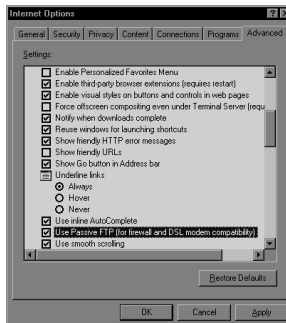 Internet Options
General Security Privacy Content Connections Programs Advanced
Settings:
Enable Personalized Favorites Menu
Enable third-party browser extensions (requires restart)
Enable visual styles on buttons and controls in web pages
Force offscreen compositing even under Terminal Server (requ
Notify when downloads complete
Reuse windows for launching shortcuts
Show friendly HTTP error messages
Show friendly URLs
Show Go button in Address bar
Underline links
Always
Hover
Never
Use inline AutoComplete
Use Passive FTP (for firewall and DSL modem compatibility)
Use smooth scrolling
Restore Defaults
OK Cancel Apply